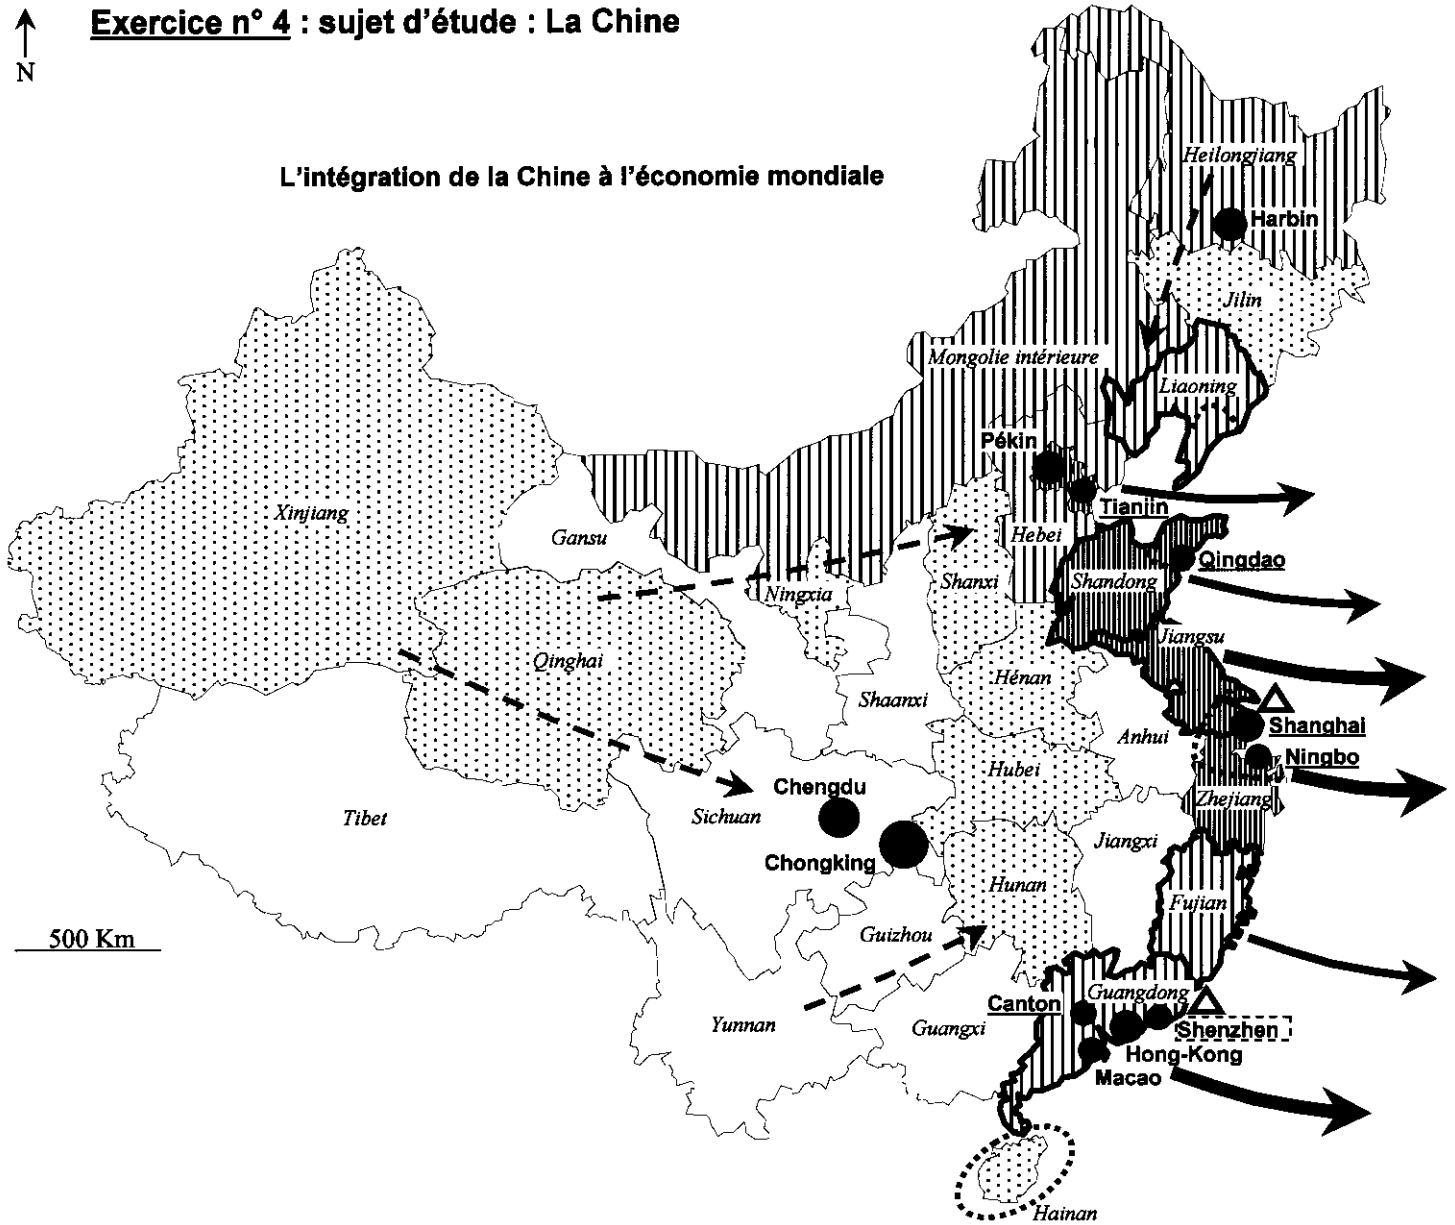 Exercice n° 4 : sujet d'étude : La Chine
N
L'intégration de la Chine à l'économie mondiale
Heilongjiang
Harbin
Jilin
Mongolie intérieure
Liaoning
Pékin
Tianjin
Xinjiang
Gansu
Hebei
Qingdao
Shanxi
Shandong
Ningxia
Jiangsu
Qinghai
Hénan
Shaanxi
Shanghai
Anhui
Ningbo
Hubei
Chengdu
Zhejiang
Tibet
Sichuan
Jiangxi
Chongking
Hunan
Fujian
500 Km
Guizhou
Guangdong
Canton
Yunnan
Guangxi
Shenzhen
Hong-Kong
Macao
Hainan